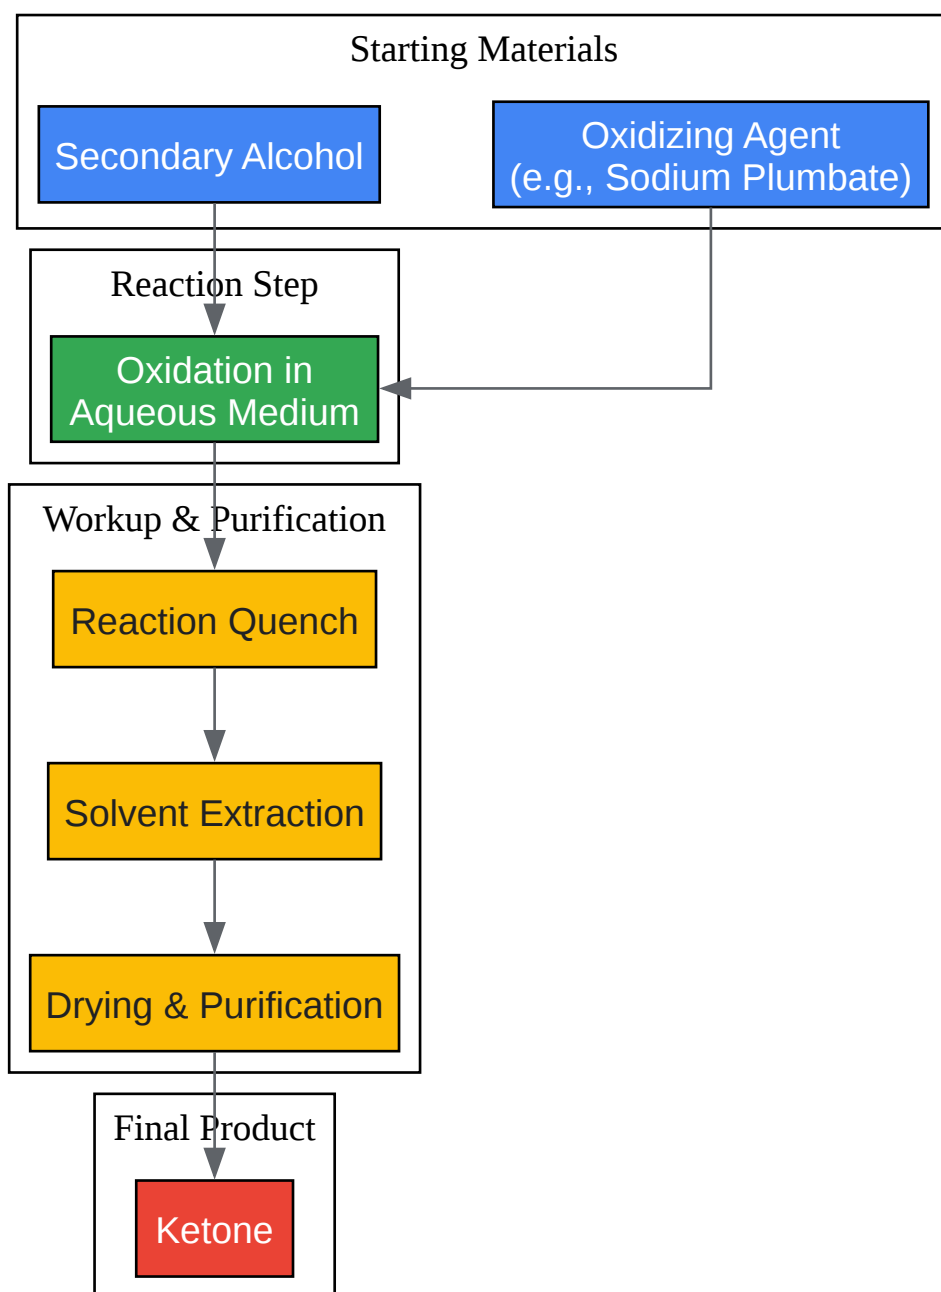 Starting Materials
Secondary Alcohol
Oxidizing Agent
(e.g., Sodium Plumbate)
Reaction Step
Oxidation in
Aqueous Medium
Workup & Purification
Reaction Quench
Solvent Extraction
Drying & Purification
Final Product
Ketone